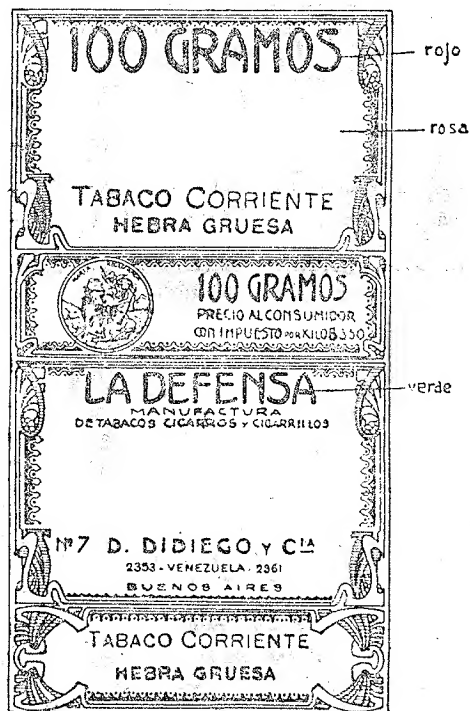 100 GRAMOS
rojo
rosa
TABACO CORRIENTE
HEBRA GRUESA
100 GRAMOS
PRECIO AL CONSUMIDOR
CON IMPUESTO POR KILO $ 3.50
LA DEFENSA
verde
MANUFACTURA
DE TABACOS CIGARROS Y CIGARRILLOS
Nº7 D. DIDIEGO Y CIA
2353 - VENEZUELA - 2361
BUENOS AIRES
TABACO CORRIENTE
HEBRA GRUESA